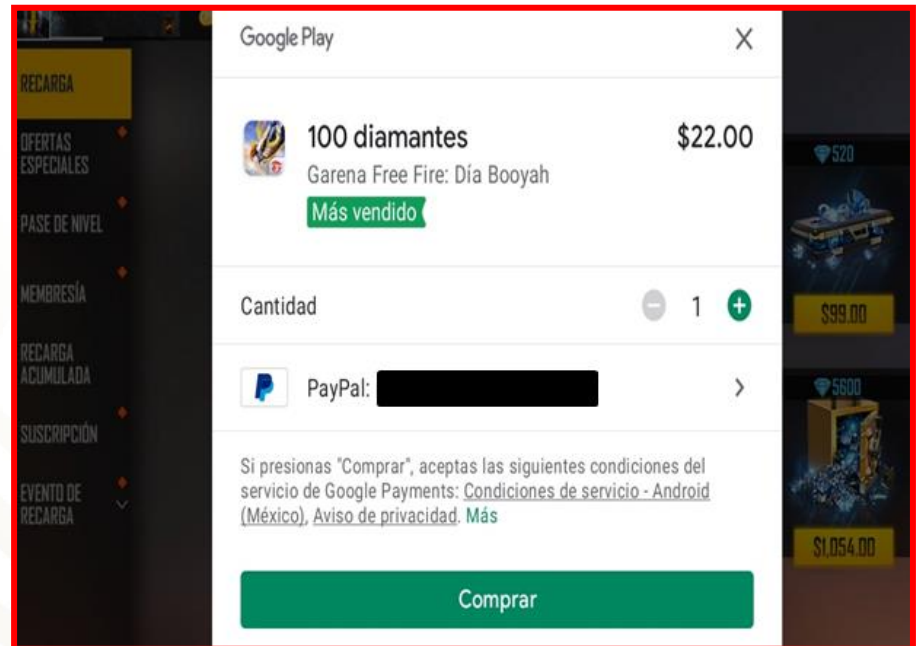 Google Play
X
RECARGA
OFERTAS
ESPECIALES
PASE DE NIVEL
MEMBRESÍA
RECARGA
ACUMULADA
SUSCRIPCIÓN
EVENTO DE
RECARGA
100 diamantes
$22.00
Garena Free Fire: Día Booyah
Más vendido
Cantidad
1
PayPal:
Si presionas "Comprar", aceptas las siguientes condiciones del
servicio de Google Payments: Condiciones de servicio - Android
(México), Aviso de privacidad. Más
Comprar
520
$99.00
5600
$1,054.00